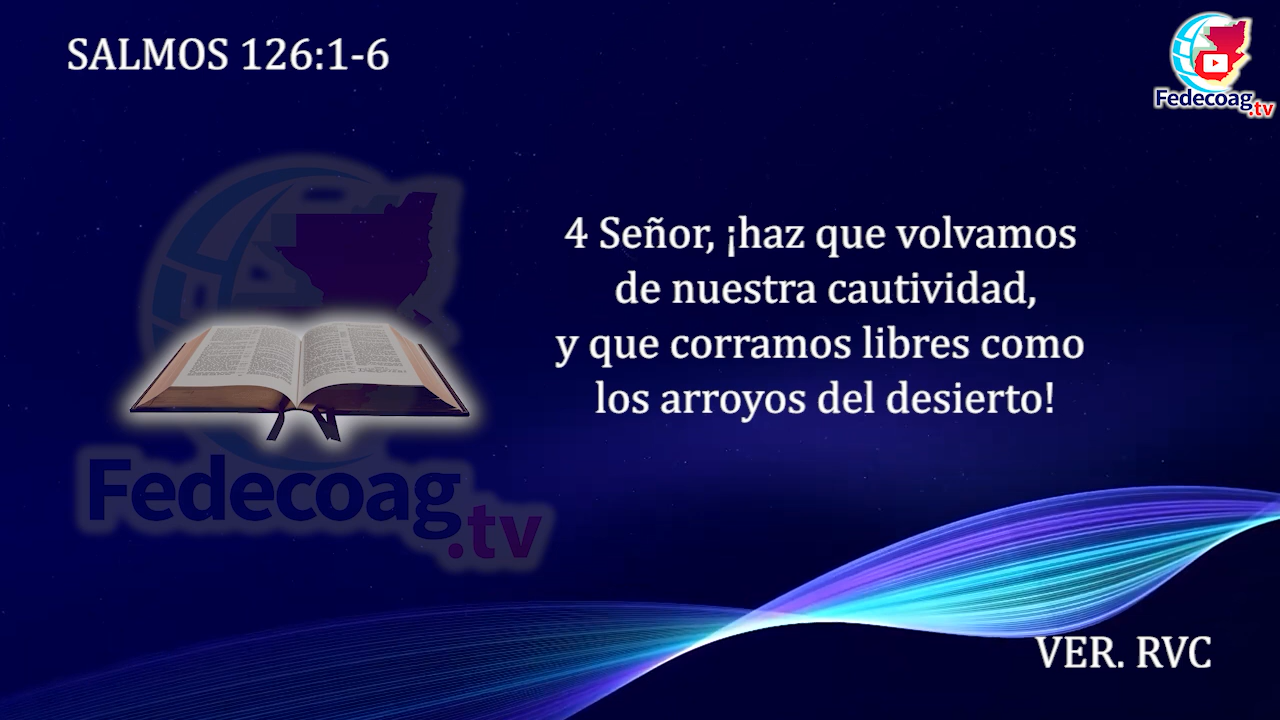 SALMOS 126:1-6
Fedecoag
.tv
4 Señor, ¡haz que volvamos
de nuestra cautividad,
y que corramos libres como
los arroyos del desierto!
Fedecoag
.tv
VER. RVC